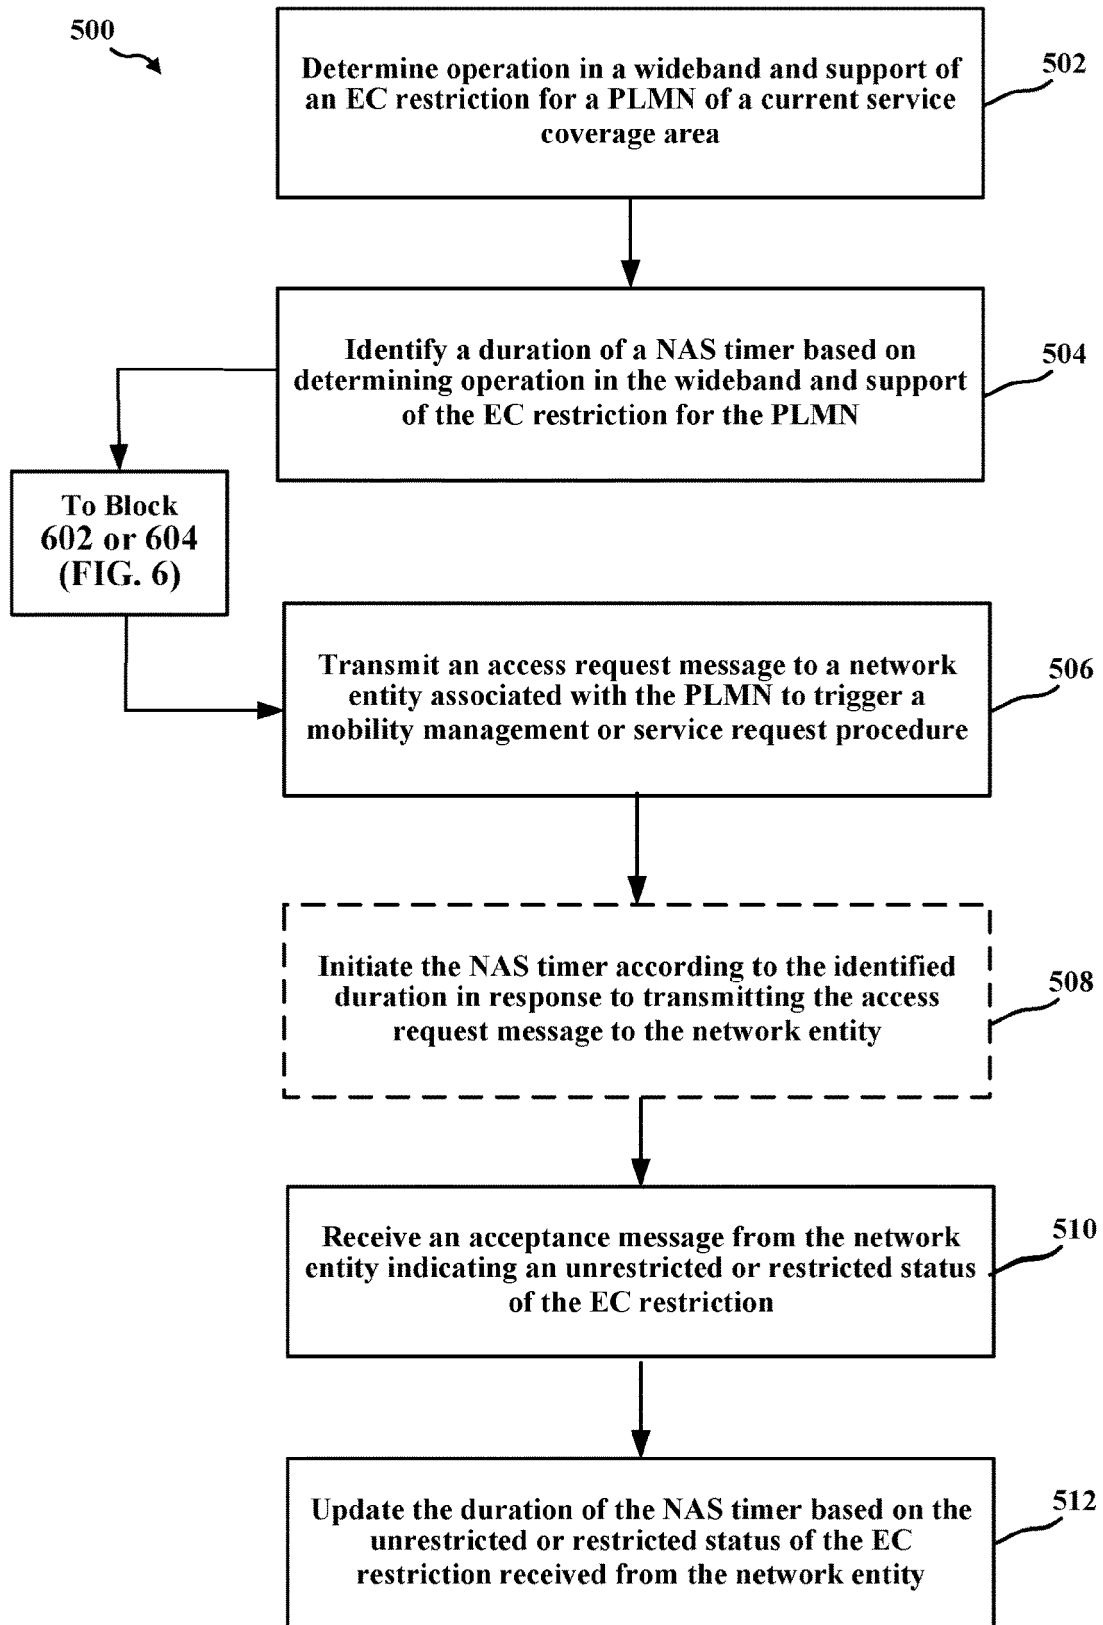 500
Determine operation in a wideband and support of
an EC restriction for a PLMN of a current service
coverage area
502
Identify a duration of a NAS timer based on
determining operation in the wideband and support
of the EC restriction for the PLMN
504
To Block
602 or 604
(FIG. 6)
Transmit an access request message to a network
entity associated with the PLMN to trigger a
mobility management or service request procedure
506
Initiate the NAS timer according to the identified
duration in response to transmitting the access
request message to the network entity
508
Receive an acceptance message from the network
entity indicating an unrestricted or restricted status
of the EC restriction
510
Update the duration of the NAS timer based on the
unrestricted or restricted status of the EC
restriction received from the network entity
512